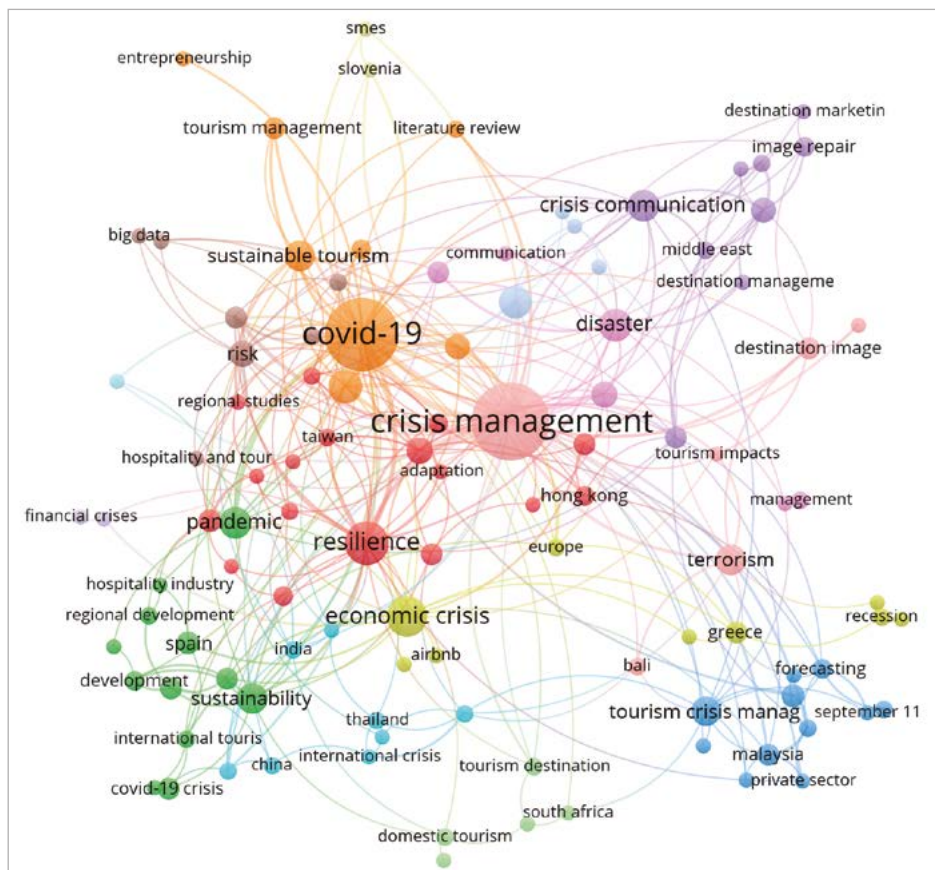 smes
entrepreneurship
slovenia
destination marketin
tourism management
literature review
image repair
crisis communication
big data
sustainable tourism
communication
middle east
destination manageme
covid-19
disaster
risk
destination image
regional studies
crisis management
taiwan
hospitality and tour
adaptation
tourism impacts
hong kong
management
financial crises
pandemic
resilience
europe
terrorism
hospitality industry
regional development
economic crisis
recession
spain
india
airbnb
greece
bali
forecasting
development
sustainability
thailand
tourism crisis manag
september 11
international touris
international crisis
malaysia
china
tourism destination
private sector
covid-19 crisis
south africa
domestic tourism